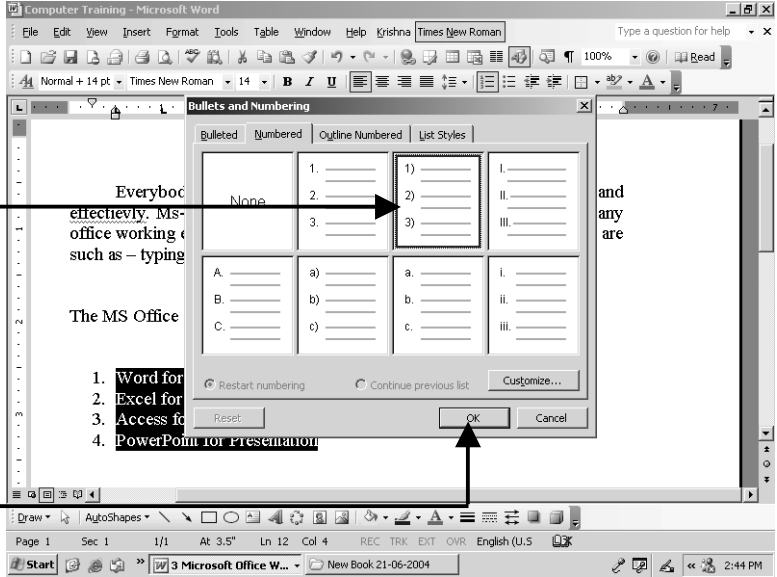 Computer Training - Microsoft Word
File Edit View Insert Format Tools Table Window Help Krishna Times New Roman Type a question for help
100% Read
Normal + 14 pt Times New Roman 14 B I U
Bullets and Numbering
7
Bulleted Numbered Outline Numbered List Styles
None
1.
2.
3.
1)
2)
3)
I.
II.
III.
A.
B.
C.
a)
b)
c)
a.
b.
c.
i.
ii.
iii.
Restart numbering Continue previous list Customize...
Reset OK Cancel
Everybod and
effectievly. Ms- any
office working e are
such as – typing
The MS Office
1. Word for
2. Excel for
3. Access fo
4. PowerPoint for Presentation
Draw AutoShapes
Page 1 Sec 1 1/1 At 3.5" Ln 12 Col 4 REC TRK EXT OVR English (U.S
Start 3 Microsoft Office W... New Book 21-06-2004 2:44 PM